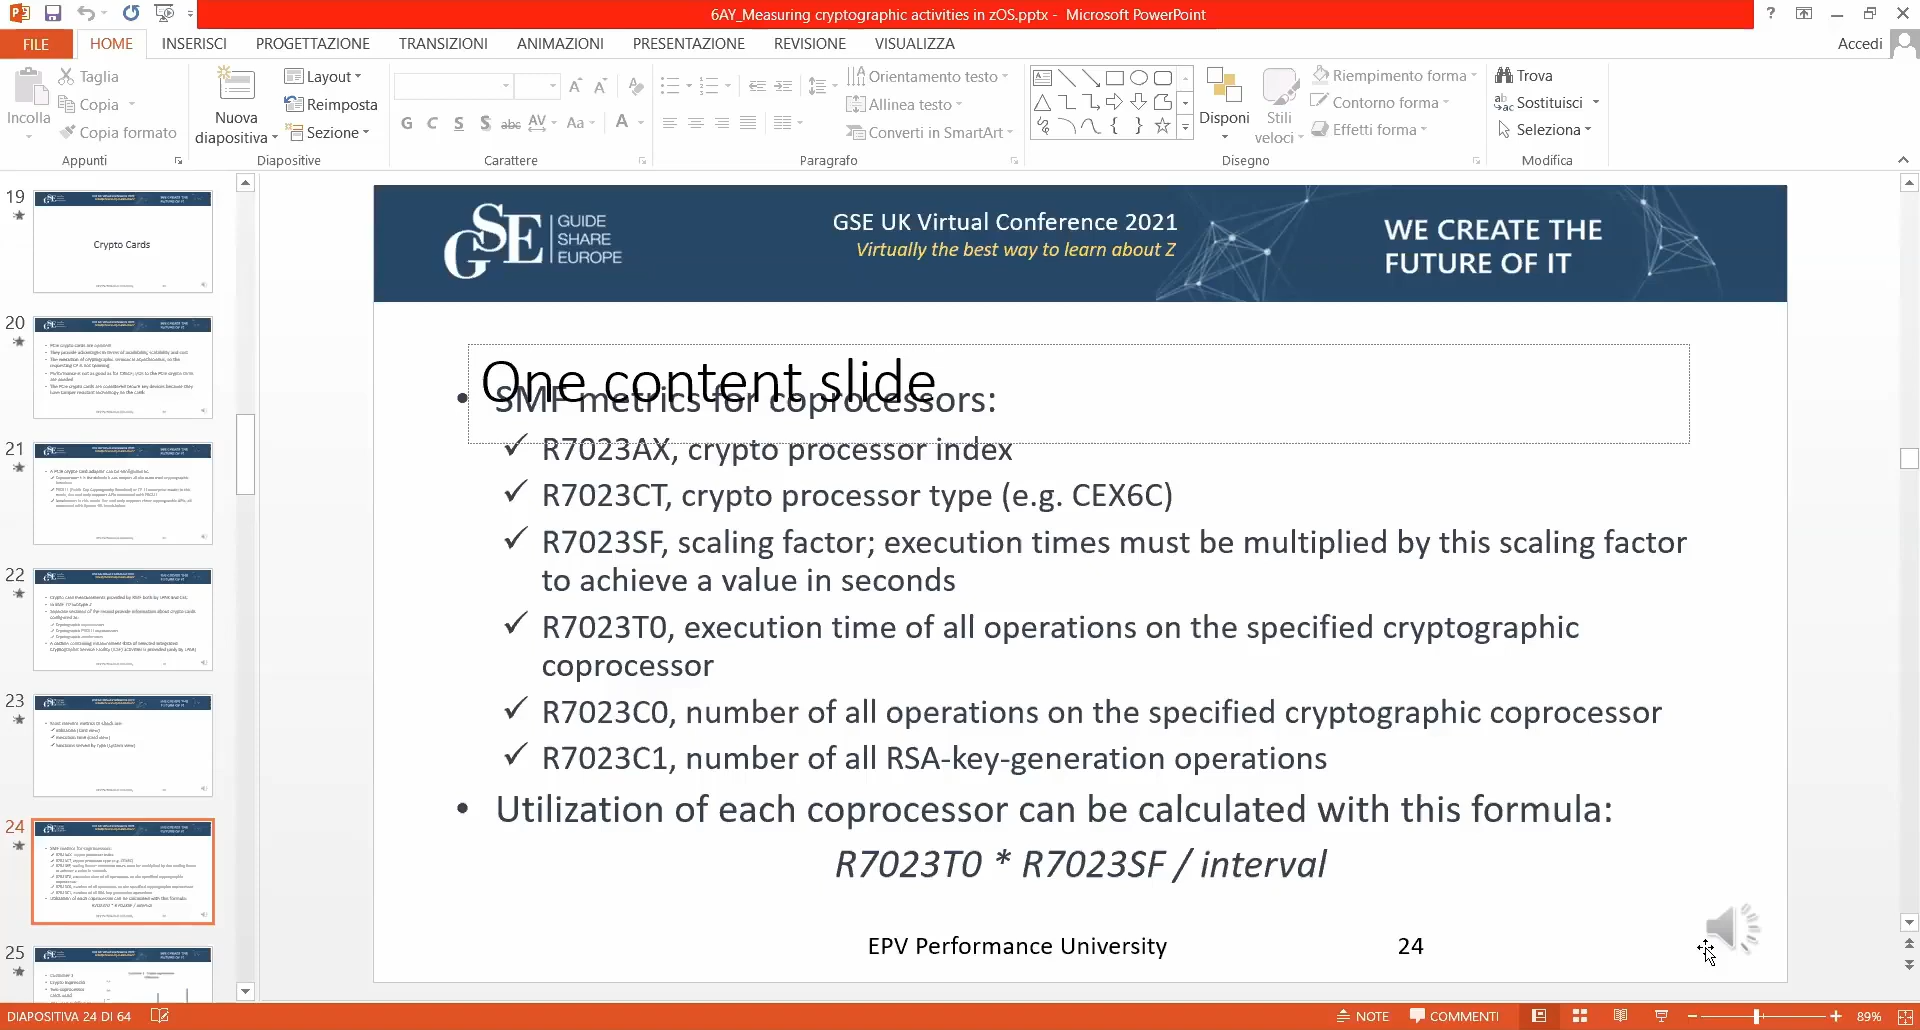 6AY_Measuring cryptographic activities in zOS.pptx - Microsoft PowerPoint
?
FILE HOME INSERISCI PROGETTAZIONE TRANSIZIONI ANIMAZIONI PRESENTAZIONE REVISIONE VISUALIZZA Accedi
Incolla
Taglia
Copia
Copia formato
Appunti
Nuova diapositiva
Layout
Reimposta
Sezione
Diapositive
G C S S abc AV Aa A
Carattere
Orientamento testo
Allinea testo
Converti in SmartArt
Paragrafo
Disponi
Stili veloci
Riempimento forma
Contorno forma
Effetti forma
Disegno
Trova
Sostituisci
Seleziona
Modifica
19
Crypto Cards
20
21
22
23
24
25
GSE GUIDE
SHARE
EUROPE
GSE UK Virtual Conference 2021
Virtually the best way to learn about Z
WE CREATE THE
FUTURE OF IT
One content slide
• SMF metrics for coprocessors:
✓ R7023AX, crypto processor index
✓ R7023CT, crypto processor type (e.g. CEX6C)
✓ R7023SF, scaling factor; execution times must be multiplied by this scaling factor
to achieve a value in seconds
✓ R7023T0, execution time of all operations on the specified cryptographic
coprocessor
✓ R7023C0, number of all operations on the specified cryptographic coprocessor
✓ R7023C1, number of all RSA-key-generation operations
• Utilization of each coprocessor can be calculated with this formula:
R7023T0 * R7023SF / interval
EPV Performance University 24
DIAPOSITIVA 24 DI 64 NOTE COMMENTI 89%